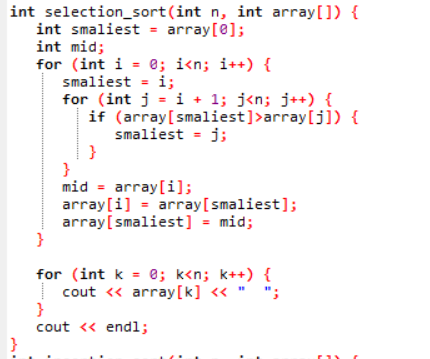 int selection_sort(int n, int array[]) {
int smaliest = array[0];
int mid;
for (int i = 0; i<n; i++) {
smaliest = i;
for (int j = i + 1; j<n; j++) {
if (array[smaliest]>array[j]) {
smaliest = j;
}
}
mid = array[i];
array[i] = array[smaliest];
array[smaliest] = mid;
}
for (int k = 0; k<n; k++) {
cout << array[k] << "  ";
}
cout << endl;
}